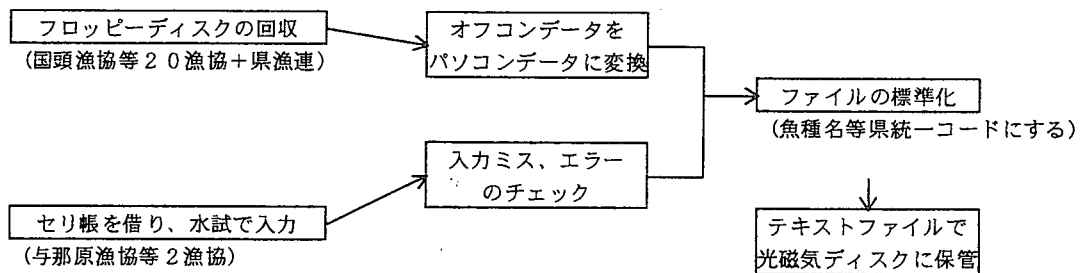 フロッピーディスクの回収
(国頭漁協等２０漁協＋県漁連)
オフコンデータを
パソコンデータに変換
ファイルの標準化
(魚種名等県統一コードにする)
入力ミス、エラー
のチェック
セリ帳を借り、水試で入力
(与那原漁協等２漁協)
テキストファイルで
光磁気ディスクに保管